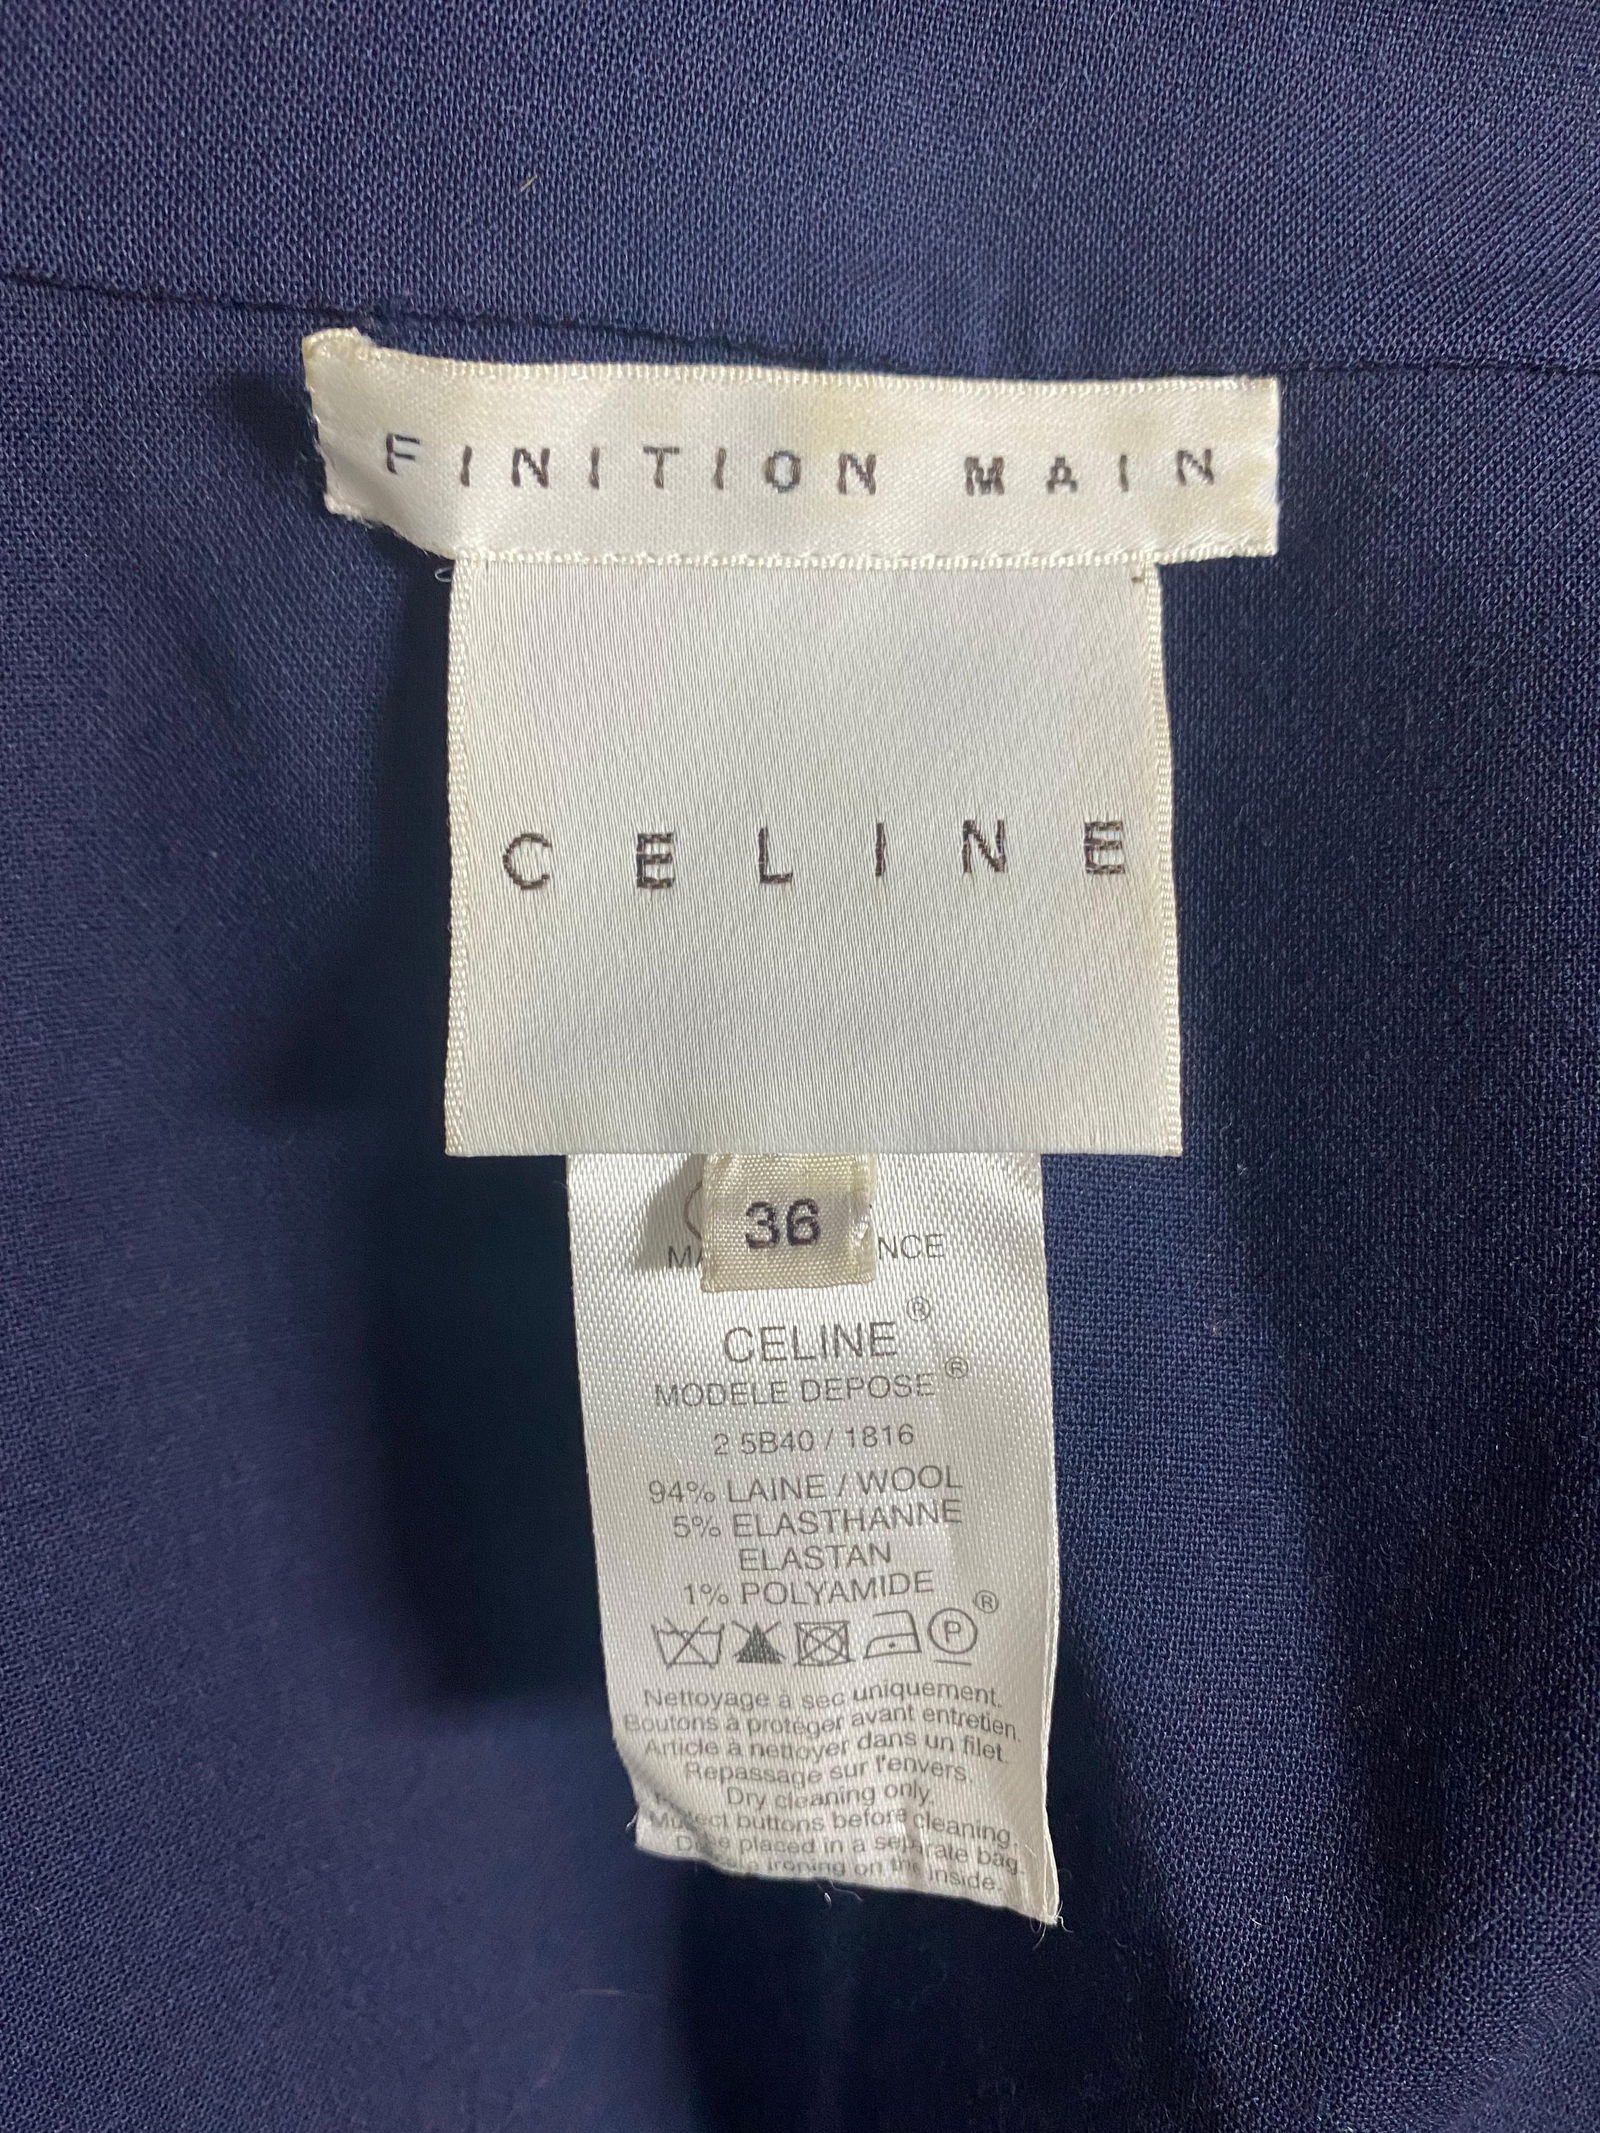 FINITION MAIN
CELINE
36
CELINE®
MODELE DEPOSE®
2 5B40 / 1816
94% LAINE / WOOL
5% ELASTHANNE
ELASTAN
1% POLYAMIDE
P®
Nettoyage à sec uniquement.
Boutons à protéger avant entretien.
Article à nettoyer dans un filet.
Repassage sur l'envers.
Dry cleaning only
buttons before cleaning.
placed in a separate bag.
ironing on the inside.